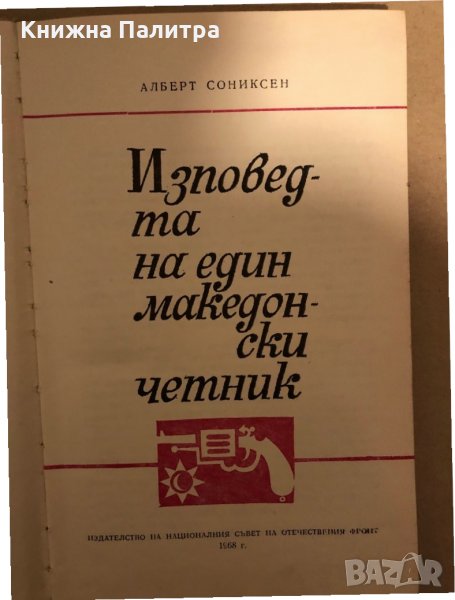 Книжна Палитра
АЛБЕРТ СОНИКСЕН
Изповед-
та
на един
македон-
ски
четник
ИЗДАТЕЛСТВО НА НАЦИОНАЛНИЯ СЪВЕТ НА ОТЕЧЕСТВЕНИЯ ФРОНТ
1968 г.
BAZAR